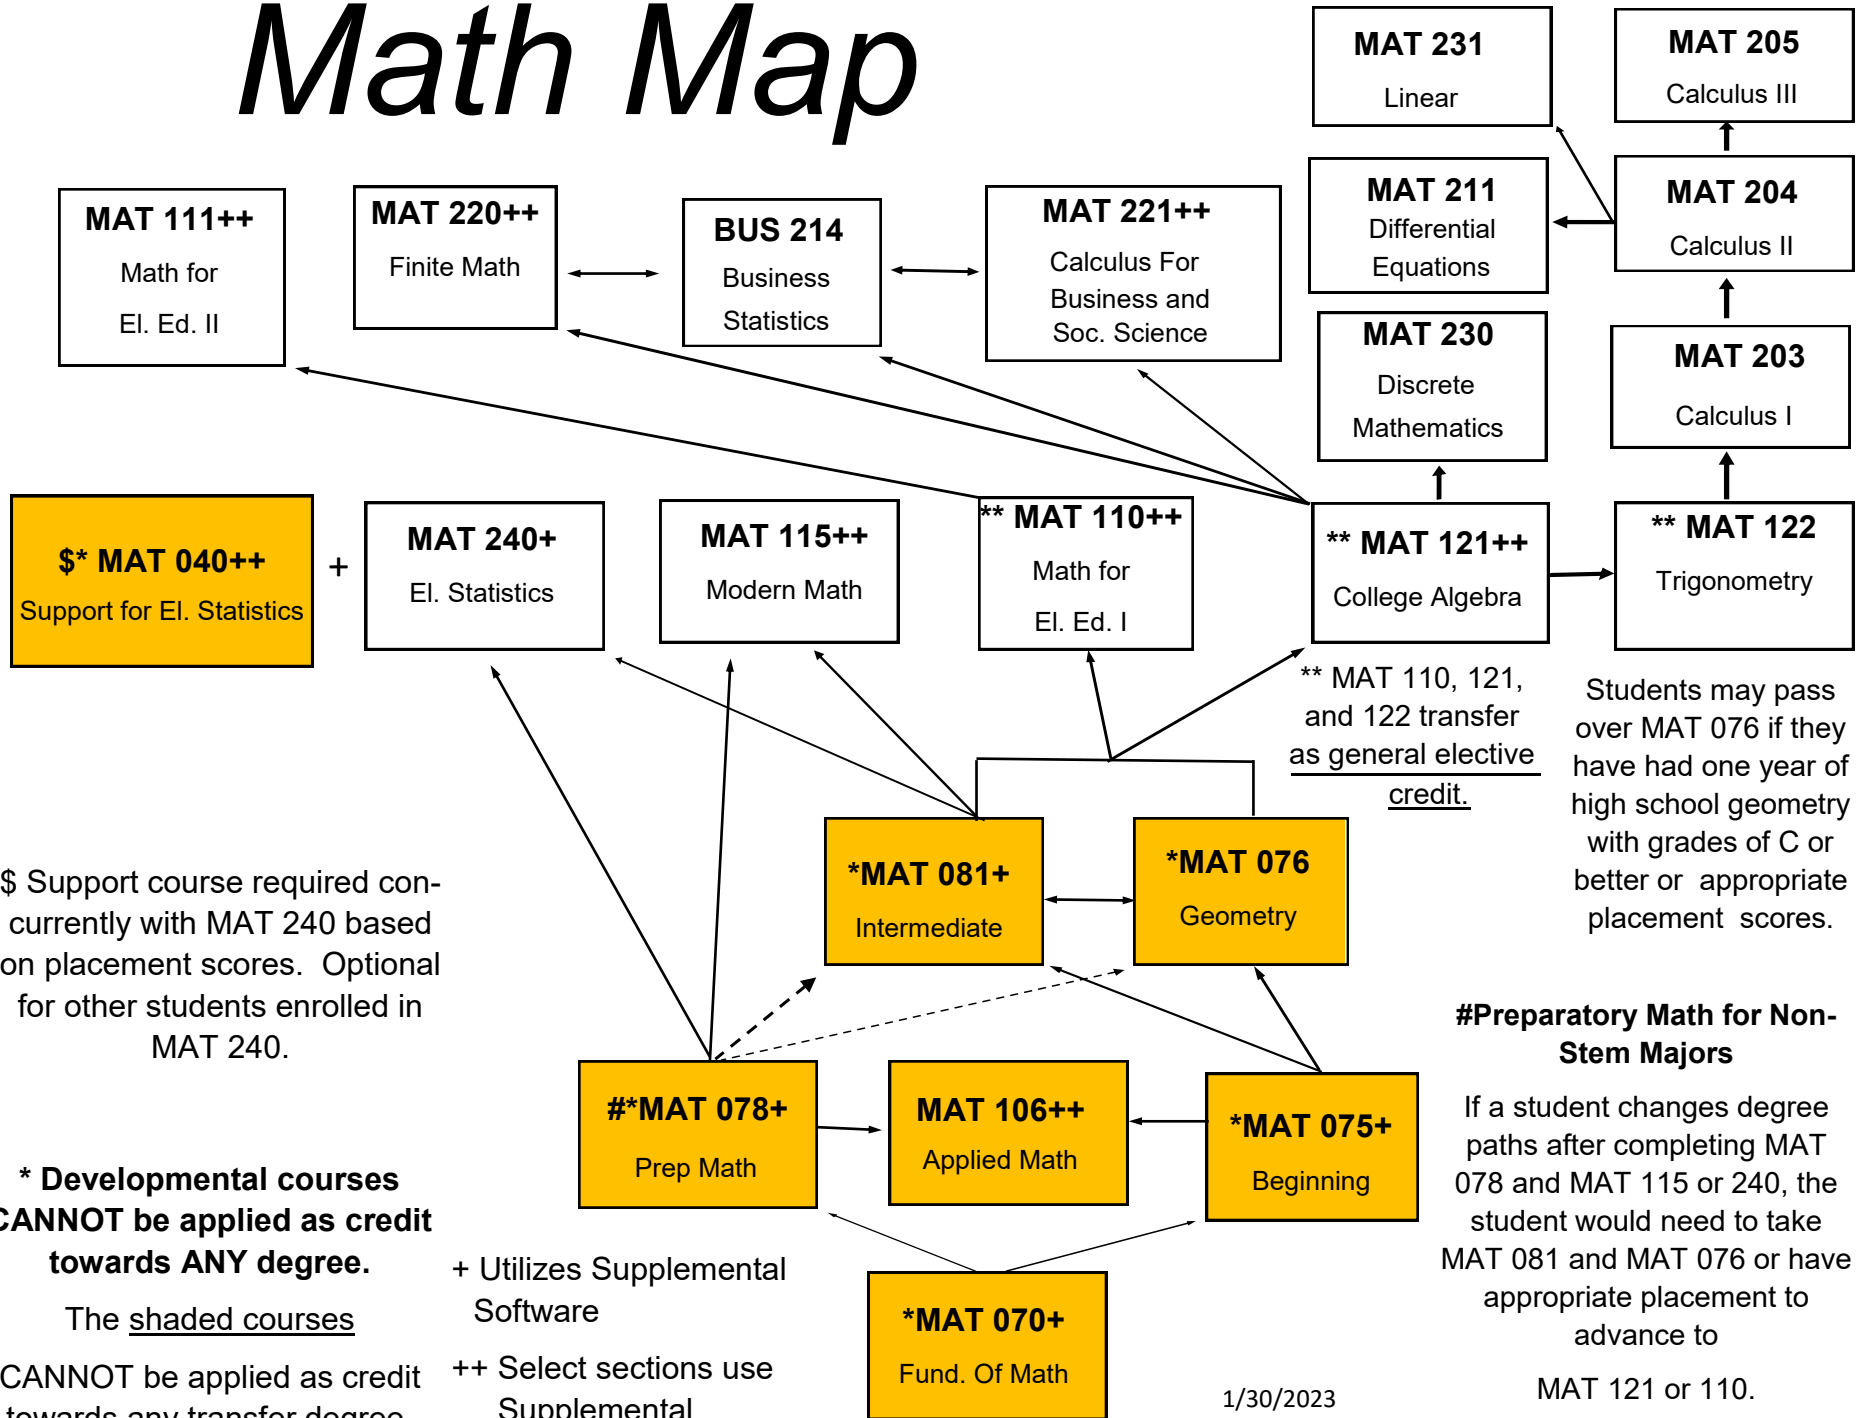 Math Map
MAT 231
Linear
MAT 205
Calculus III
MAT 211
Differential
Equations
MAT 204
Calculus II
MAT 111++
Math for
El. Ed. II
MAT 220++
Finite Math
BUS 214
Business
Statistics
MAT 221++
Calculus For
Business and
Soc. Science
MAT 230
Discrete
Mathematics
MAT 203
Calculus I
$* MAT 040++
Support for El. Statistics
+
MAT 240+
El. Statistics
MAT 115++
Modern Math
** MAT 110++
Math for
El. Ed. I
** MAT 121++
College Algebra
** MAT 122
Trigonometry
** MAT 110, 121,
and 122 transfer
as general elective
credit.
Students may pass
over MAT 076 if they
have had one year of
high school geometry
with grades of C or
better or appropriate
placement scores.
*MAT 081+
Intermediate
*MAT 076
Geometry
$ Support course required con-
currently with MAT 240 based
on placement scores. Optional
for other students enrolled in
MAT 240.
#*MAT 078+
Prep Math
MAT 106++
Applied Math
*MAT 075+
Beginning
#Preparatory Math for Non-
Stem Majors
If a student changes degree
paths after completing MAT
078 and MAT 115 or 240, the
student would need to take
MAT 081 and MAT 076 or have
appropriate placement to
advance to
MAT 121 or 110.
* Developmental courses
CANNOT be applied as credit
towards ANY degree.
The shaded courses
CANNOT be applied as credit
towards any transfer degree
+ Utilizes Supplemental
Software
++ Select sections use
Supplemental
*MAT 070+
Fund. Of Math
1/30/2023